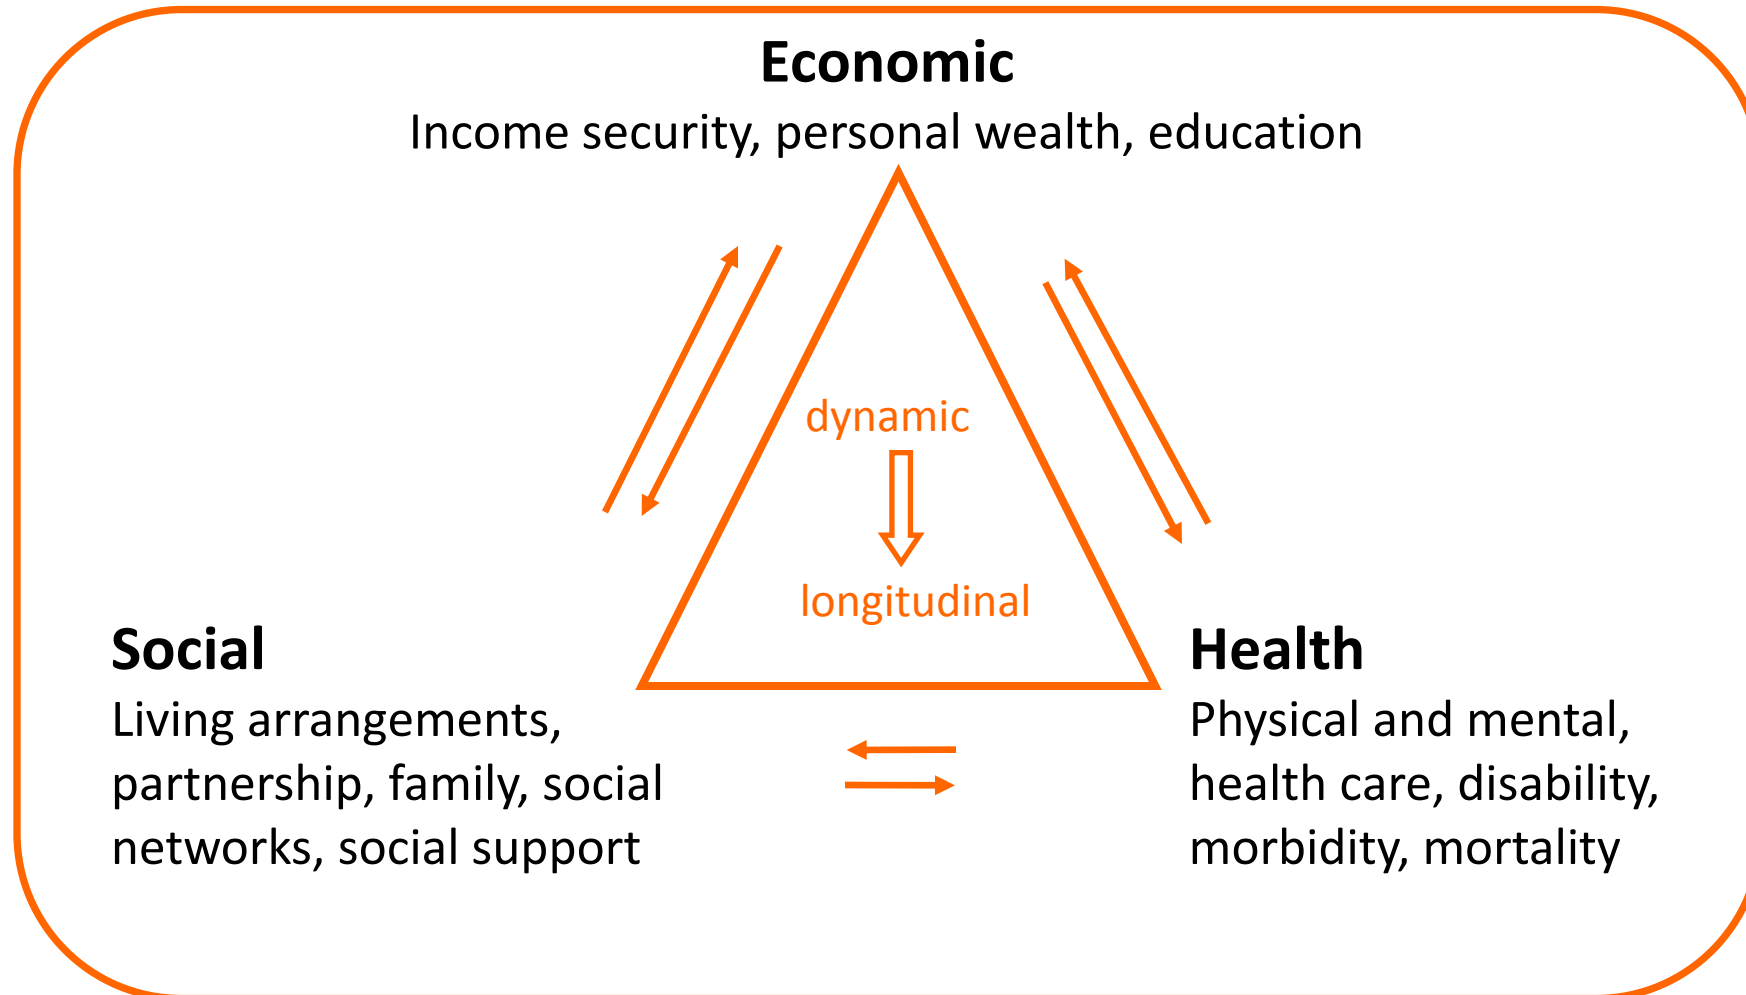 Economic
Income security, personal wealth, education
dynamic
longitudinal
Social
Living arrangements,
partnership, family, social
networks, social support
Health
Physical and mental,
health care, disability,
morbidity, mortality